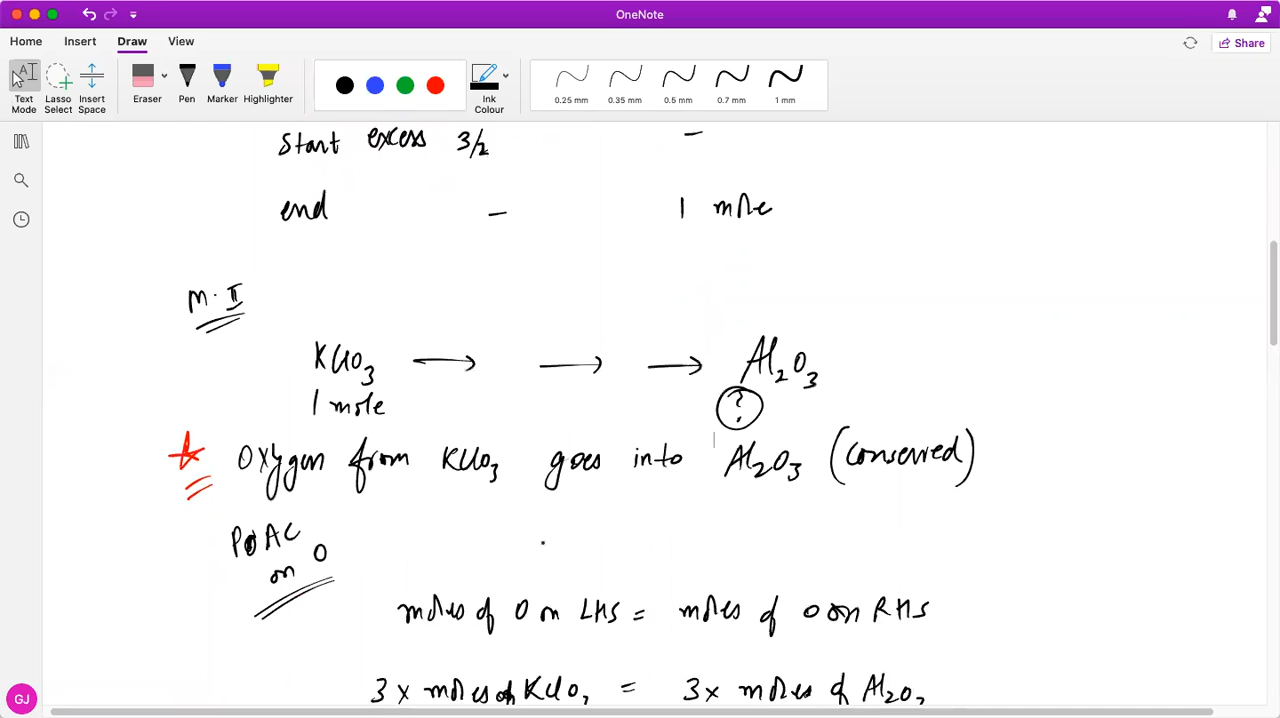 OneNote
Home Insert Draw View
Share
Text Mode
Lasso Select
Insert Space
Eraser
Pen
Marker
Highlighter
Ink Colour
0.25 mm
0.35 mm
0.5 mm
0.7 mm
1 mm
Start excess 3/2 –
end – 1 mole
M. II
KClO3 → → → Al2O3
1 mole ?
Oxygen from KClO3 goes into Al2O3 (conserved)
POAC
on O
moles of O on LHS = moles of O on RHS
3 x moles of KClO3 = 3 x moles of Al2O3
GJ